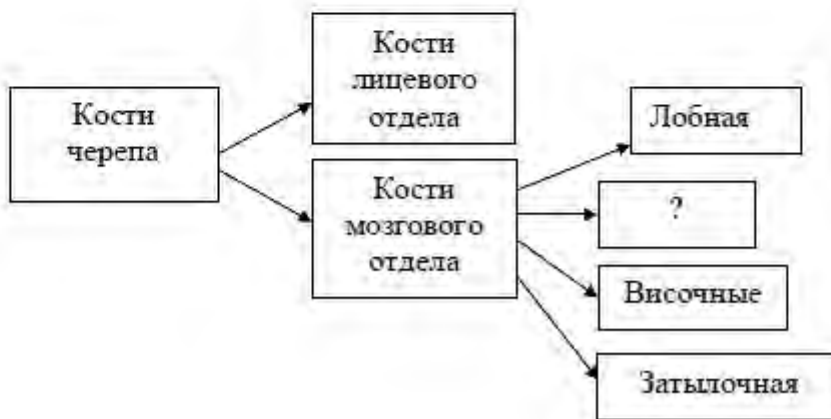 Кости
черепа
Кости
лицевого
отдела
Кости
мозгового
отдела
Лобная
?
Височные
Затылочная